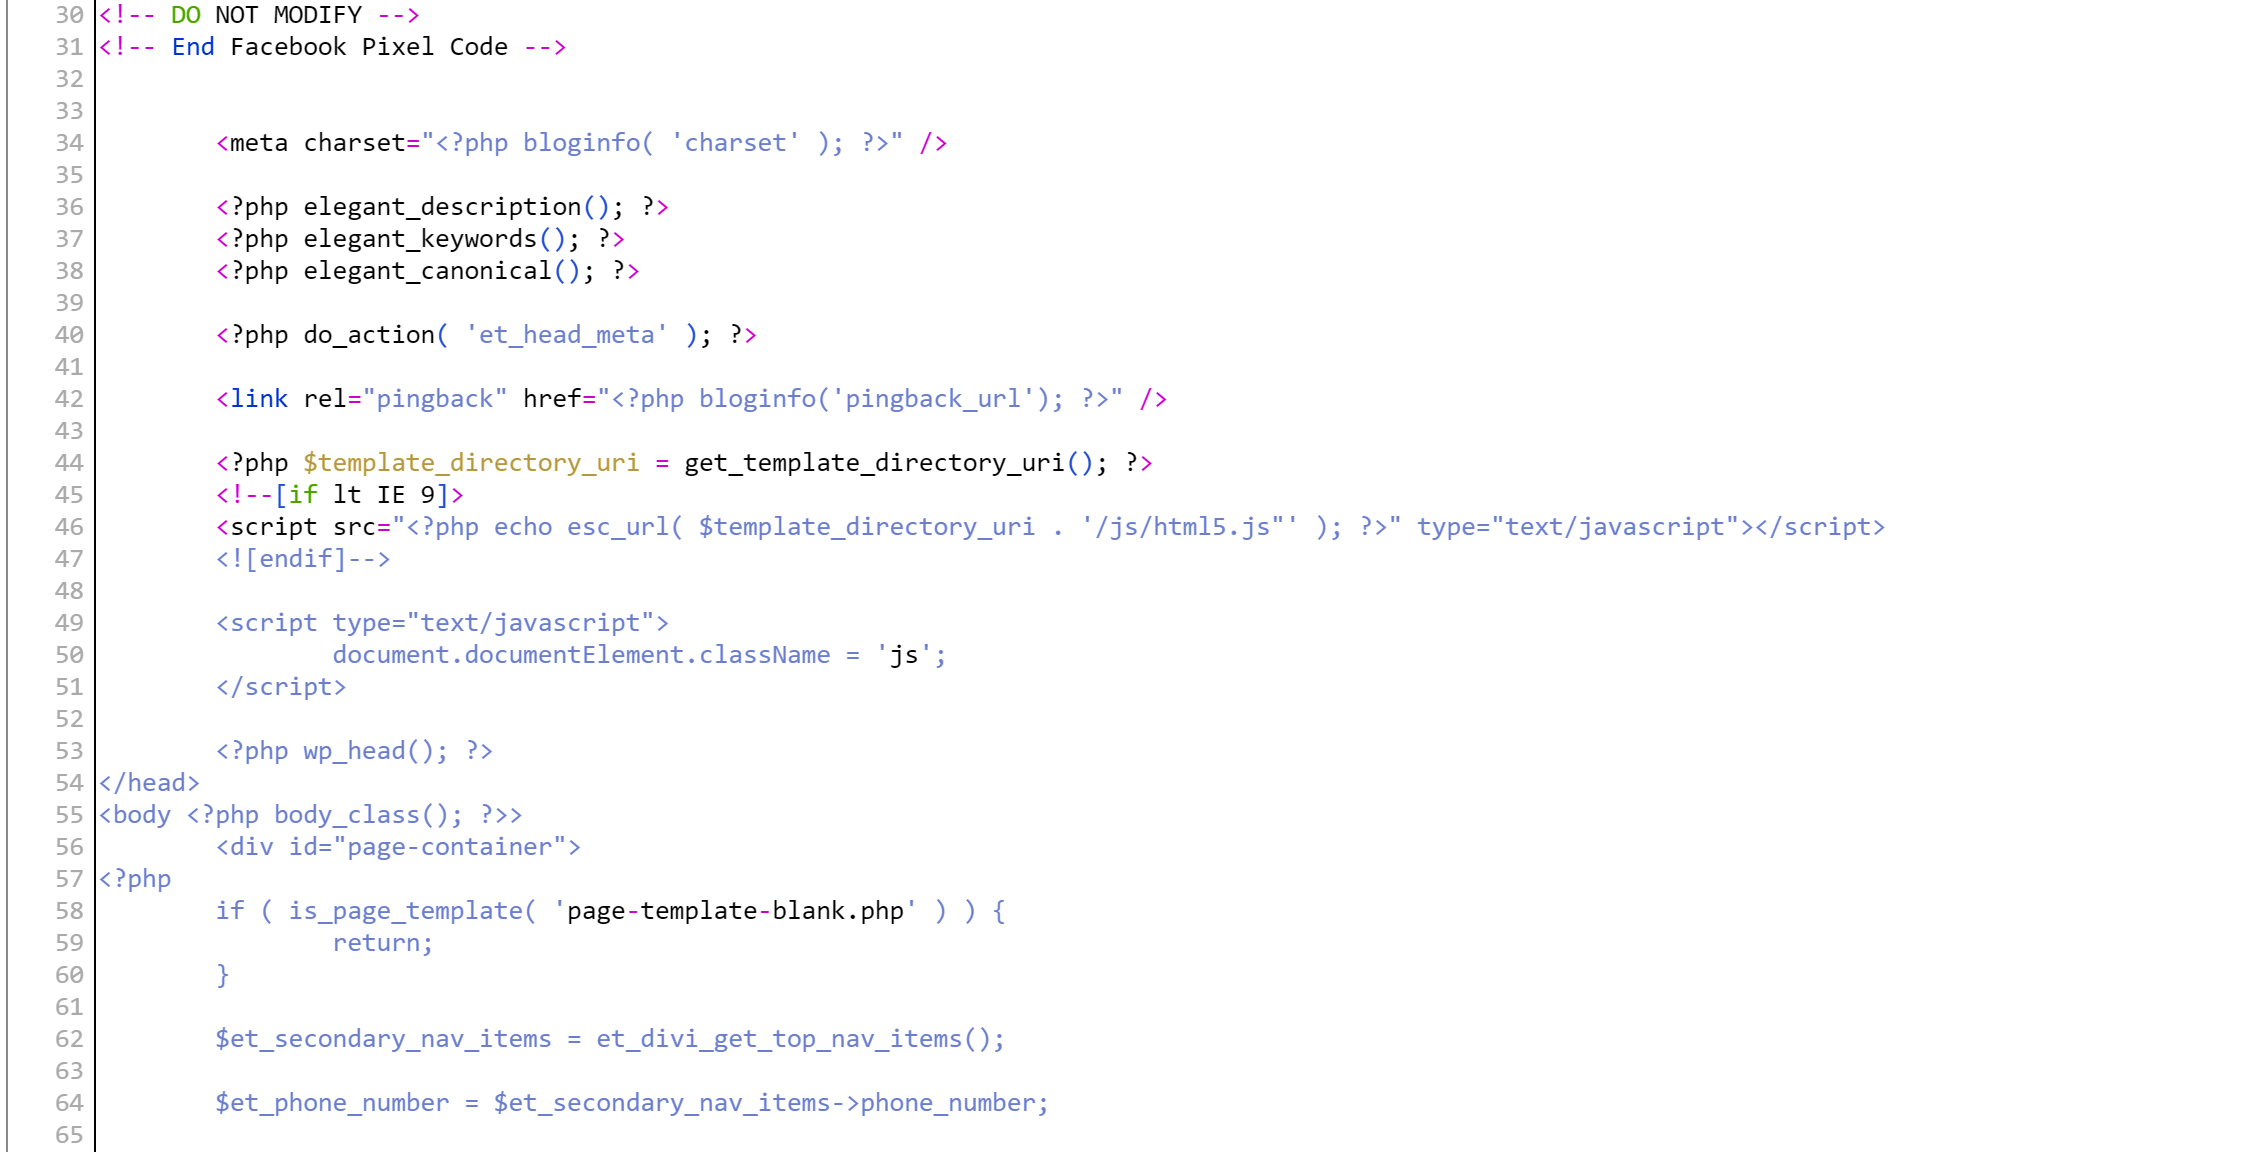 30 <!-- DO NOT MODIFY -->
31 <!-- End Facebook Pixel Code -->
32
33
34 <meta charset="<?php bloginfo( 'charset' ); ?>" />
35
36 <?php elegant_description(); ?>
37 <?php elegant_keywords(); ?>
38 <?php elegant_canonical(); ?>
39
40 <?php do_action( 'et_head_meta' ); ?>
41
42 <link rel="pingback" href="<?php bloginfo('pingback_url'); ?>" />
43
44 <?php $template_directory_uri = get_template_directory_uri(); ?>
45 <!--[if lt IE 9]>
46 <script src="<?php echo esc_url( $template_directory_uri . '/js/html5.js"' ); ?>" type="text/javascript"></script>
47 <![endif]-->
48
49 <script type="text/javascript">
50 document.documentElement.className = 'js';
51 </script>
52
53 <?php wp_head(); ?>
54 </head>
55 <body <?php body_class(); ?>>
56 <div id="page-container">
57 <?php
58 if ( is_page_template( 'page-template-blank.php' ) ) {
59 return;
60 }
61
62 $et_secondary_nav_items = et_divi_get_top_nav_items();
63
64 $et_phone_number = $et_secondary_nav_items->phone_number;
65